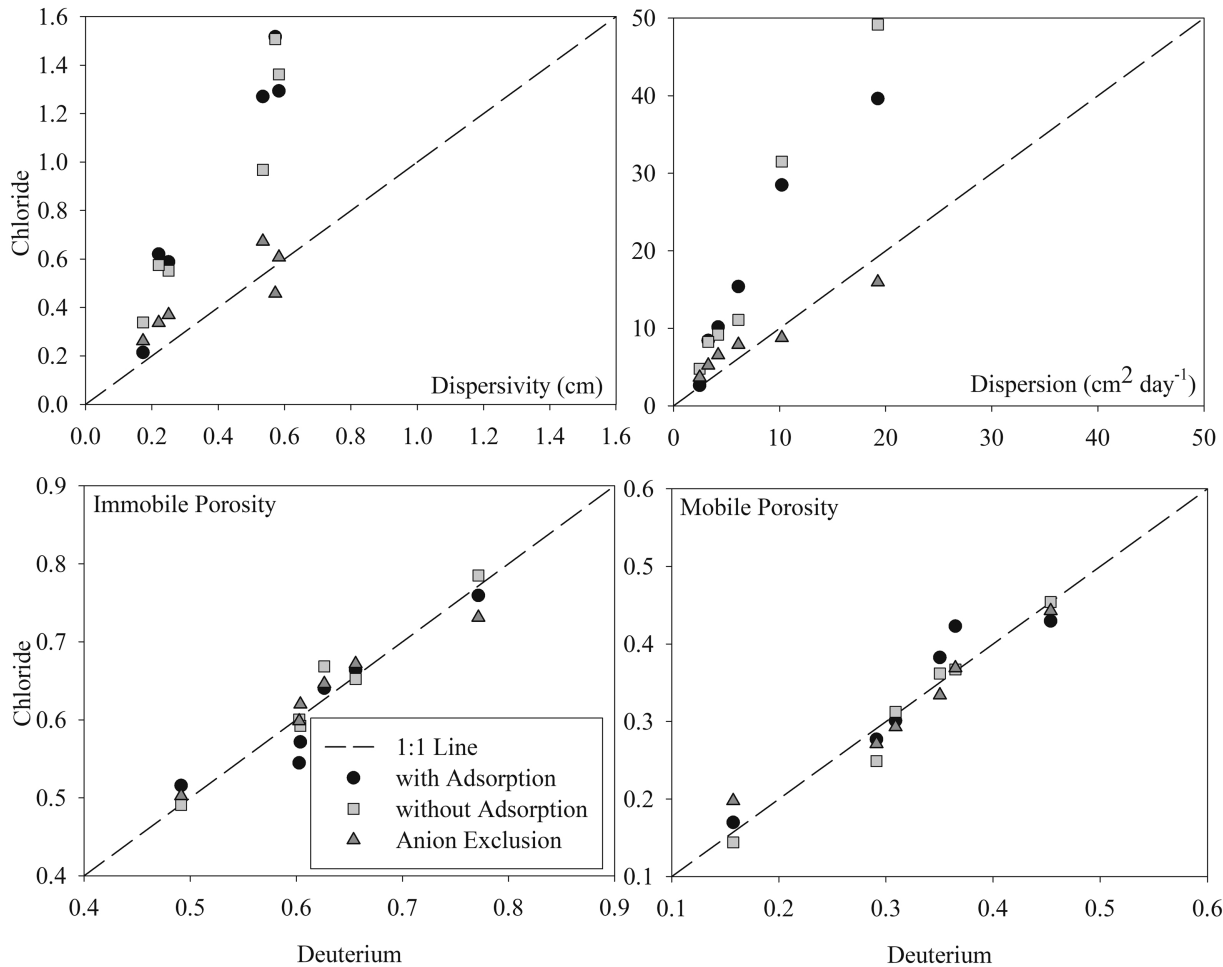 1.6
1.4
1.2
1.0
0.8
0.6
0.4
0.2
0.0
Chloride
Dispersivity (cm)
0.0 0.2 0.4 0.6 0.8 1.0 1.2 1.4 1.6
50
40
30
20
10
0
Dispersion (cm² day⁻¹)
0 10 20 30 40 50
0.9
0.8
0.7
0.6
0.5
0.4
Chloride
Immobile Porosity
1:1 Line
with Adsorption
without Adsorption
Anion Exclusion
0.4 0.5 0.6 0.7 0.8 0.9
Deuterium
0.6
0.5
0.4
0.3
0.2
0.1
Mobile Porosity
0.1 0.2 0.3 0.4 0.5 0.6
Deuterium